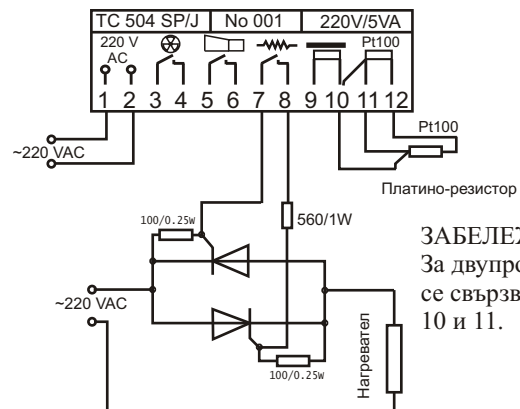 TC 504 SP/J No 001 220V/5VA
220 V
AC
Pt100
1 2 3 4 5 6 7 8 9 10 11 12
~220 VAC
Pt100
Платино-резистор
560/1W
100/0.25W
ЗАБЕЛЕ
За двупро
се свързв
10 и 11.
~220 VAC
100/0.25W
Нагревател